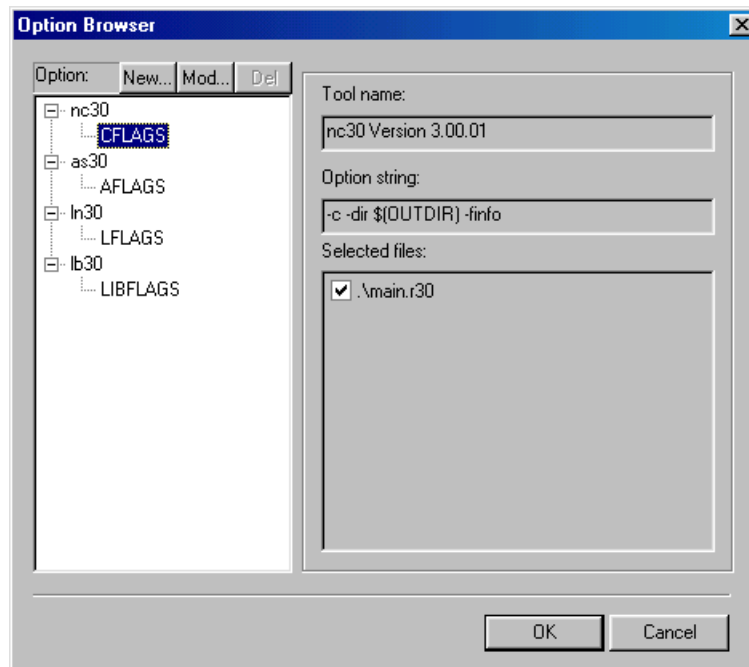 Option Browser
Option: New... Mod... Del
nc30
CFLAGS
as30
AFLAGS
ln30
LFLAGS
lb30
LIBFLAGS
Tool name:
nc30 Version 3.00.01
Option string:
-c -dir $(OUTDIR) -finfo
Selected files:
.\main.r30
OK Cancel